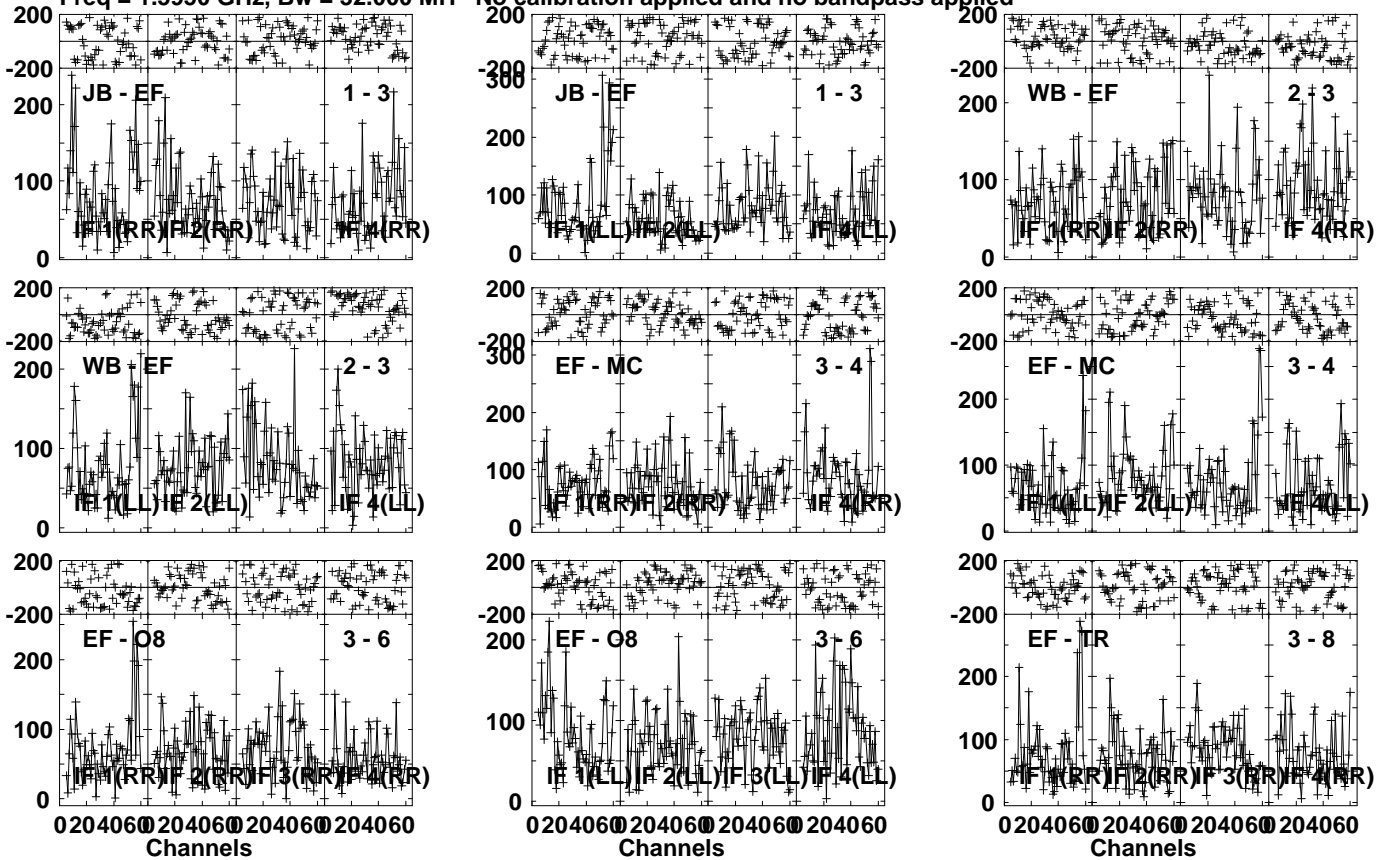 Freq = 1.5950 GHz, Bw = 32.000 MH No calibration applied and no bandpass applied
200
-200
200
100
0
JB - EF
1 - 3
IF 1(RR)
IF 2(RR)
IF 4(RR)
200
-200
300
200
100
0
JB - EF
1 - 3
IF 1(LL)
IF 2(LL)
IF 4(LL)
200
-200
200
100
0
WB - EF
2 - 3
IF 1(RR)
IF 2(RR)
IF 4(RR)
200
-200
200
100
0
WB - EF
2 - 3
IF 1(LL)
IF 2(LL)
IF 4(LL)
200
-200
300
200
100
0
EF - MC
3 - 4
IF 1(RR)
IF 2(RR)
IF 4(RR)
200
-200
200
100
0
EF - MC
3 - 4
IF 1(LL)
IF 2(LL)
IF 4(LL)
200
-200
200
100
0
EF - O8
3 - 6
IF 1(RR)
IF 2(RR)
IF 3(RR)
IF 4(RR)
0 20 40 60 0 20 40 60 0 20 40 60 0 20 40 60
Channels
200
-200
200
100
0
EF - O8
3 - 6
IF 1(LL)
IF 2(LL)
IF 3(LL)
IF 4(LL)
0 20 40 60 0 20 40 60 0 20 40 60 0 20 40 60
Channels
200
-200
200
100
0
EF - TR
3 - 8
IF 1(RR)
IF 2(RR)
IF 3(RR)
IF 4(RR)
0 20 40 60 0 20 40 60 0 20 40 60 0 20 40 60
Channels